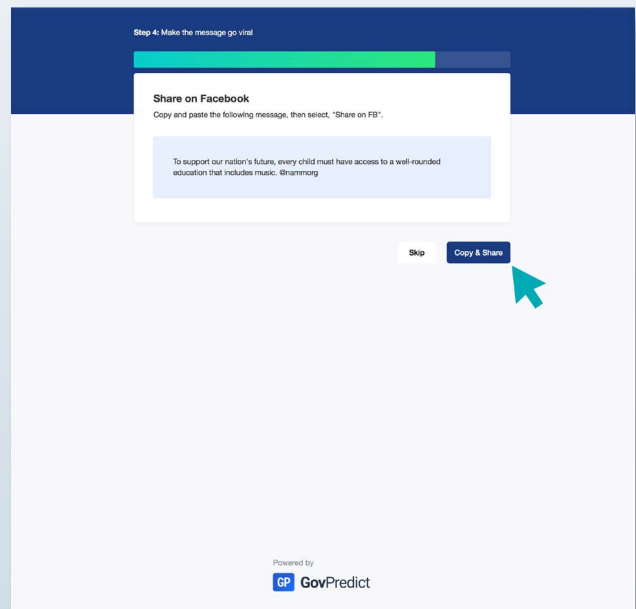 Step 4: Make the message go viral
Share on Facebook
Copy and paste the following message, then select, "Share on FB".
To support our nation's future, every child must have access to a well-rounded
education that includes music. @nammorg
Skip
Copy & Share
Powered by
GP GovPredict